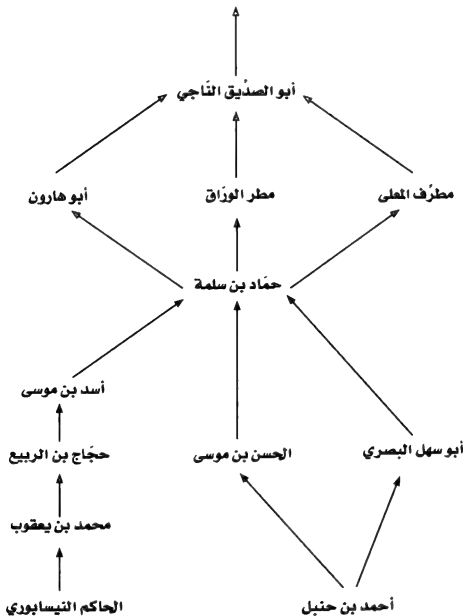 أبو الصدِّيق النَّاجي
مطرِّف المعلى
مطر الورَّاق
أبو هارون
حمَّاد بن سلمة
أسد بن موسى
أبو سهل البصري
الحسن بن موسى
حجَّاج بن الربيع
محمد بن يعقوب
أحمد بن حنبل
الحاكم النيسابوري